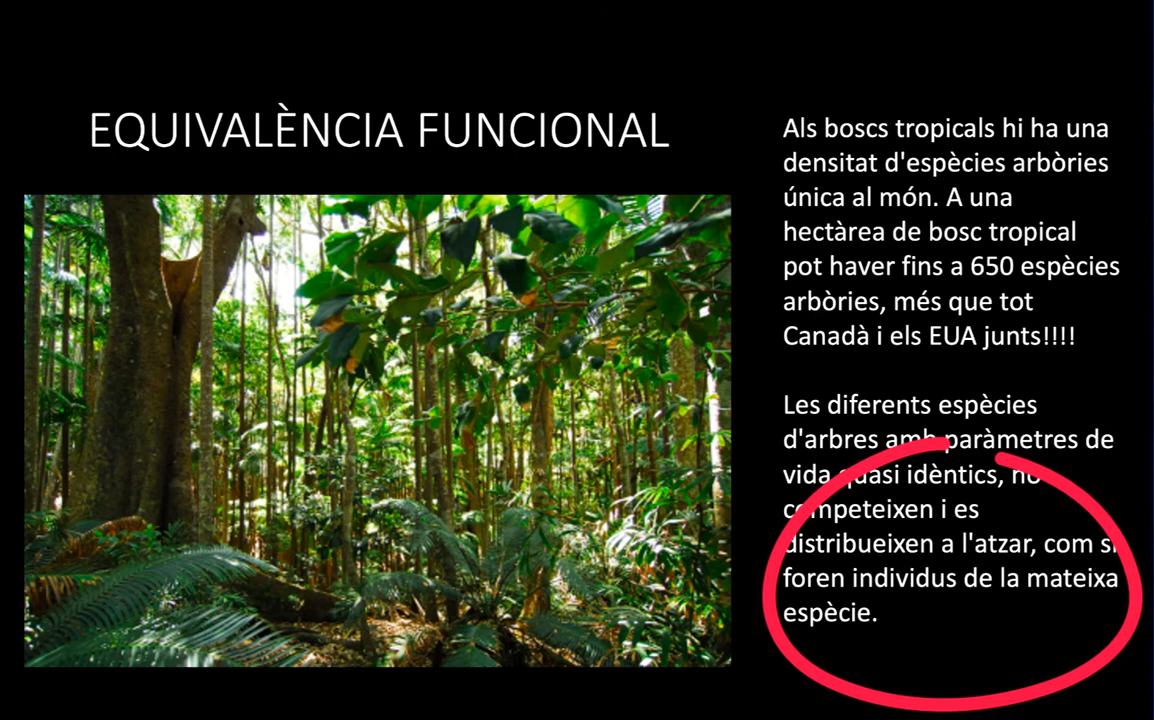 EQUIVALÈNCIA FUNCIONAL
Als boscs tropicals hi ha una
densitat d'espècies arbòries
única al món. A una
hectàrea de bosc tropical
pot haver fins a 650 espècies
arbòries, més que tot
Canadà i els EUA junts!!!!
Les diferents espècies
d'arbres amb paràmetres de
vida quasi idèntics, no
competeixen i es
distribueixen a l'atzar, com si
foren individus de la mateixa
espècie.